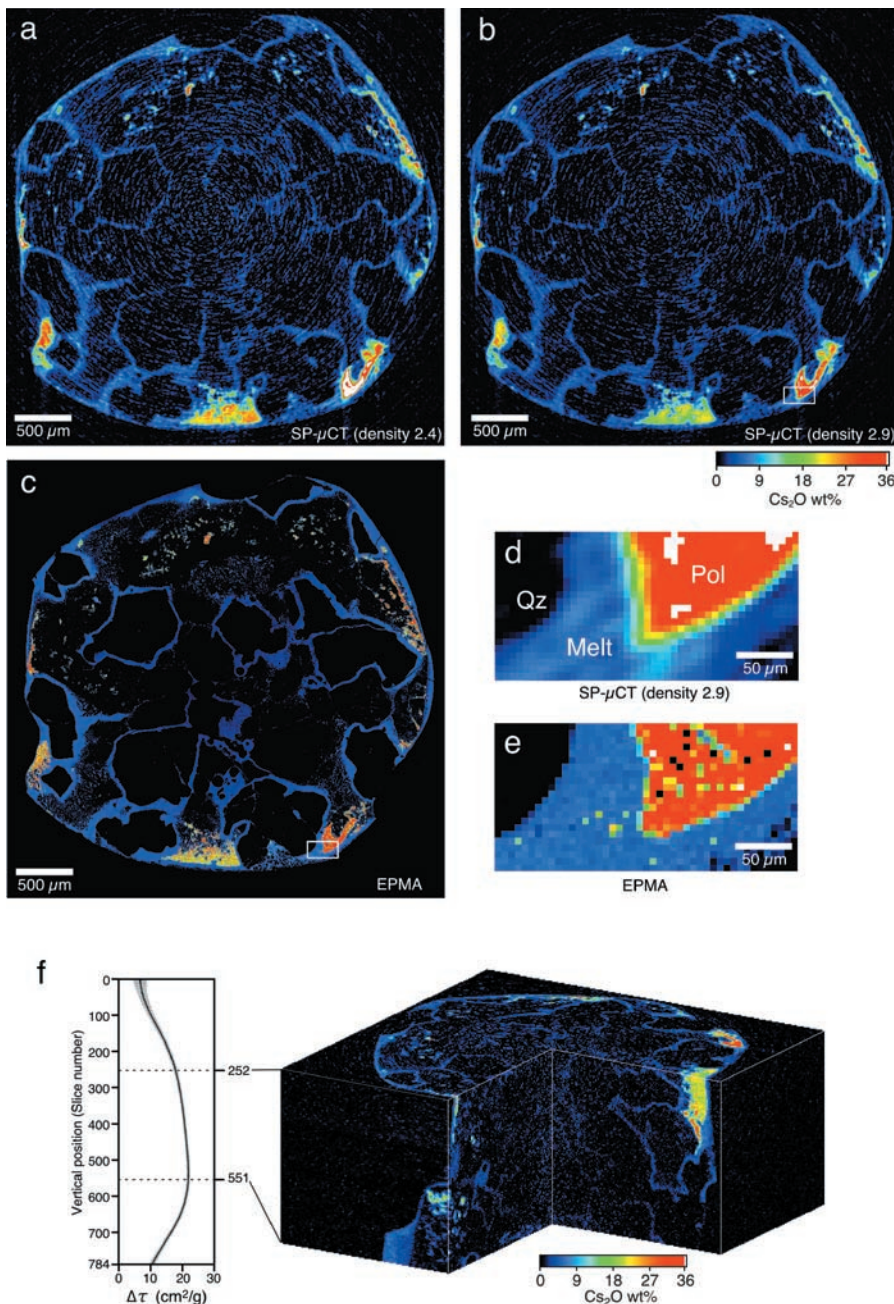 a
500 µm
SP-µCT (density 2.4)
b
500 µm
SP-µCT (density 2.9)
0 9 18 27 36
Cs₂O wt%
c
500 µm
EPMA
d
Qz
Pol
Melt
50 µm
SP-µCT (density 2.9)
e
50 µm
EPMA
f
Vertical position (Slice number)
0
100
200
300
400
500
600
700
784
252
551
0 10 20 30
Δτ (cm²/g)
0 9 18 27 36
Cs₂O wt%